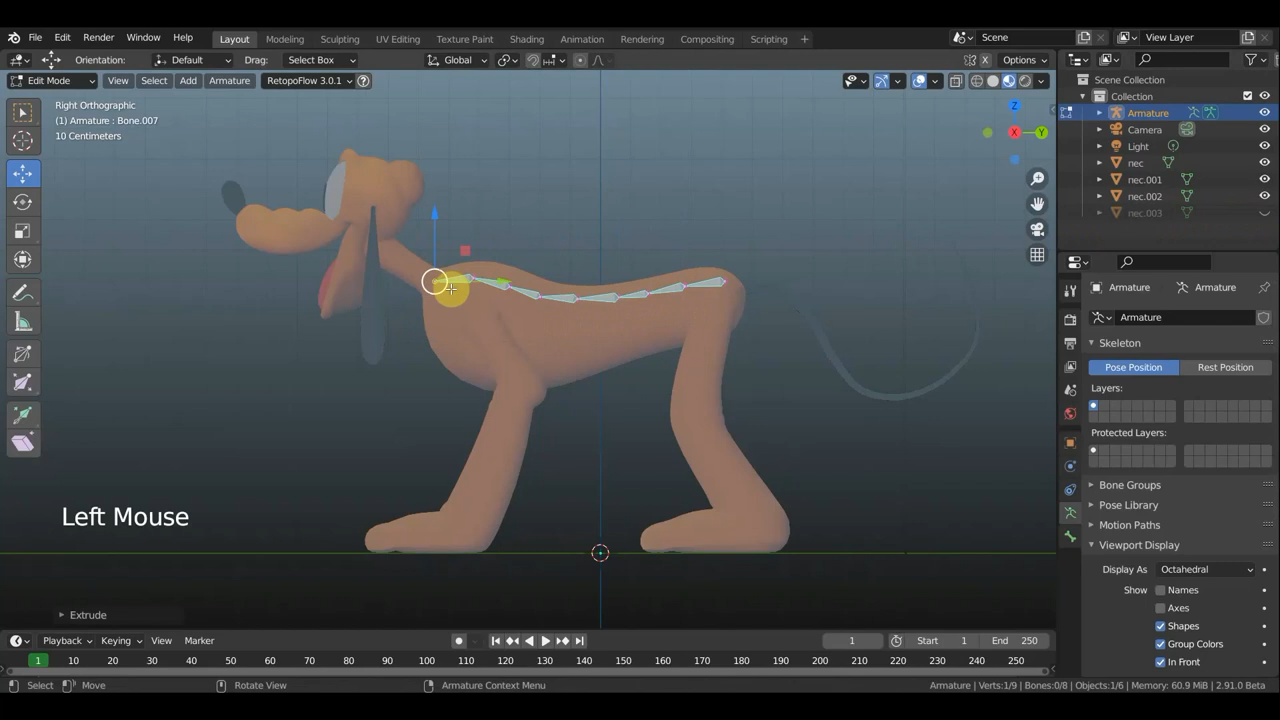 File Edit Render Window Help Layout Modeling Sculpting UV Editing Texture Paint Shading Animation Rendering Compositing Scripting + Scene View Layer
Orientation: Default Drag: Select Box Global Options
Edit Mode View Select Add Armature RetopoFlow 3.0.1 ?
Right Orthographic
(1) Armature : Bone.007
10 Centimeters
Z
X
Y
Left Mouse
Extrude
Scene Collection
Collection
Armature
Camera
Light
nec
nec.001
nec.002
nec.003
Armature Armature
Armature
Skeleton
Pose Position Rest Position
Layers:
Protected Layers:
Bone Groups
Pose Library
Motion Paths
Viewport Display
Display As Octahedral
Show Names
Axes
Shapes
Group Colors
In Front
Playback Keying View Marker 1 Start 1 End 250
1 10 20 30 40 50 60 70 80 90 100 110 120 130 140 150 160 170 180 190 200 210 220 230 240 250
Select Move Rotate View Armature Context Menu Armature | Verts:1/9 | Bones:0/8 | Objects:1/6 | Memory: 60.9 MiB | 2.91.0 Beta